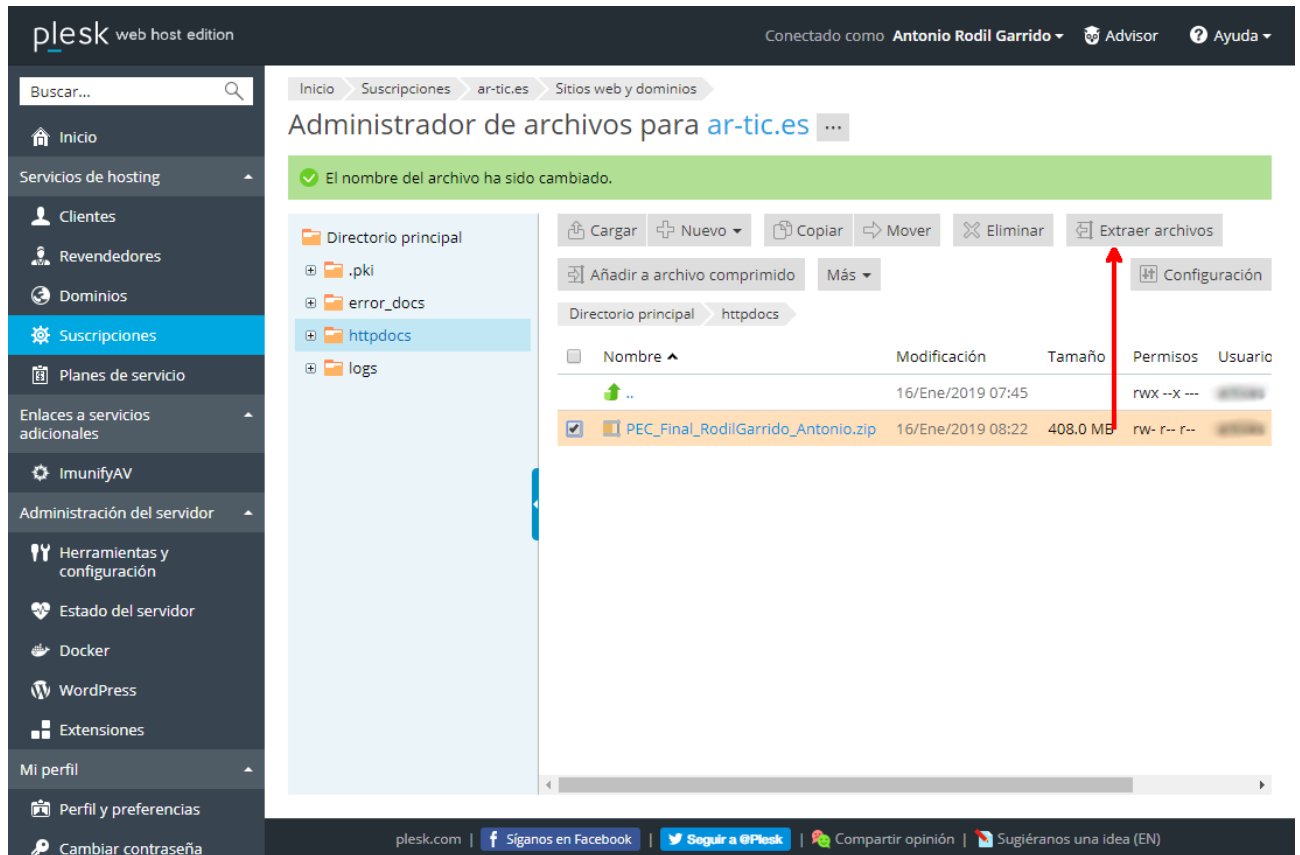 plesk web host edition
Conectado como Antonio Rodil Garrido
Advisor
Ayuda
Buscar...
Inicio
Servicios de hosting
Clientes
Revendedores
Dominios
Suscripciones
Planes de servicio
Enlaces a servicios
adicionales
ImunifyAV
Administración del servidor
Herramientas y
configuración
Estado del servidor
Docker
WordPress
Extensiones
Mi perfil
Perfil y preferencias
Cambiar contraseña
Inicio Suscripciones ar-tic.es Sitios web y dominios
Administrador de archivos para ar-tic.es ...
El nombre del archivo ha sido cambiado.
Directorio principal
.pki
error_docs
httpdocs
logs
Cargar Nuevo Copiar Mover Eliminar Extraer archivos
Añadir a archivo comprimido Más Configuración
Directorio principal httpdocs
Nombre Modificación Tamaño Permisos Usuario
.. 16/Ene/2019 07:45 rwx --x ---
PEC_Final_RodilGarrido_Antonio.zip 16/Ene/2019 08:22 408.0 MB rw- r-- r--
plesk.com | Síganos en Facebook | Seguir a @Plesk | Compartir opinión | Sugiéranos una idea (EN)